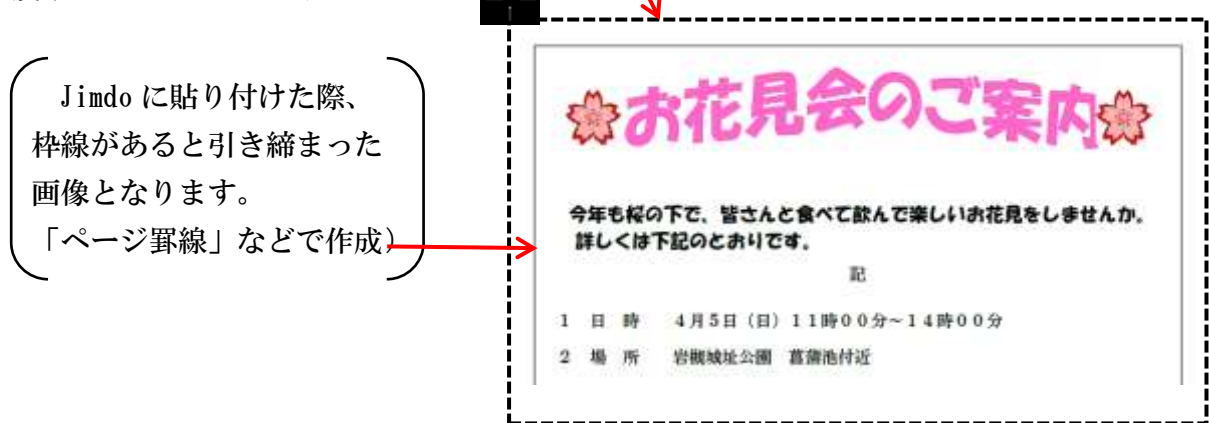 Jimdo に貼り付けた際、
枠線があると引き締まった
画像となります。
「ページ罫線」などで作成）
お花見会のご案内
今年も桜の下で、皆さんと食べて飲んで楽しいお花見をしませんか。
詳しくは下記のとおりです。
記
１ 日 時 ４月５日（日）１１時００分～１４時００分
２ 場 所 岩槻城址公園 菖蒲池付近